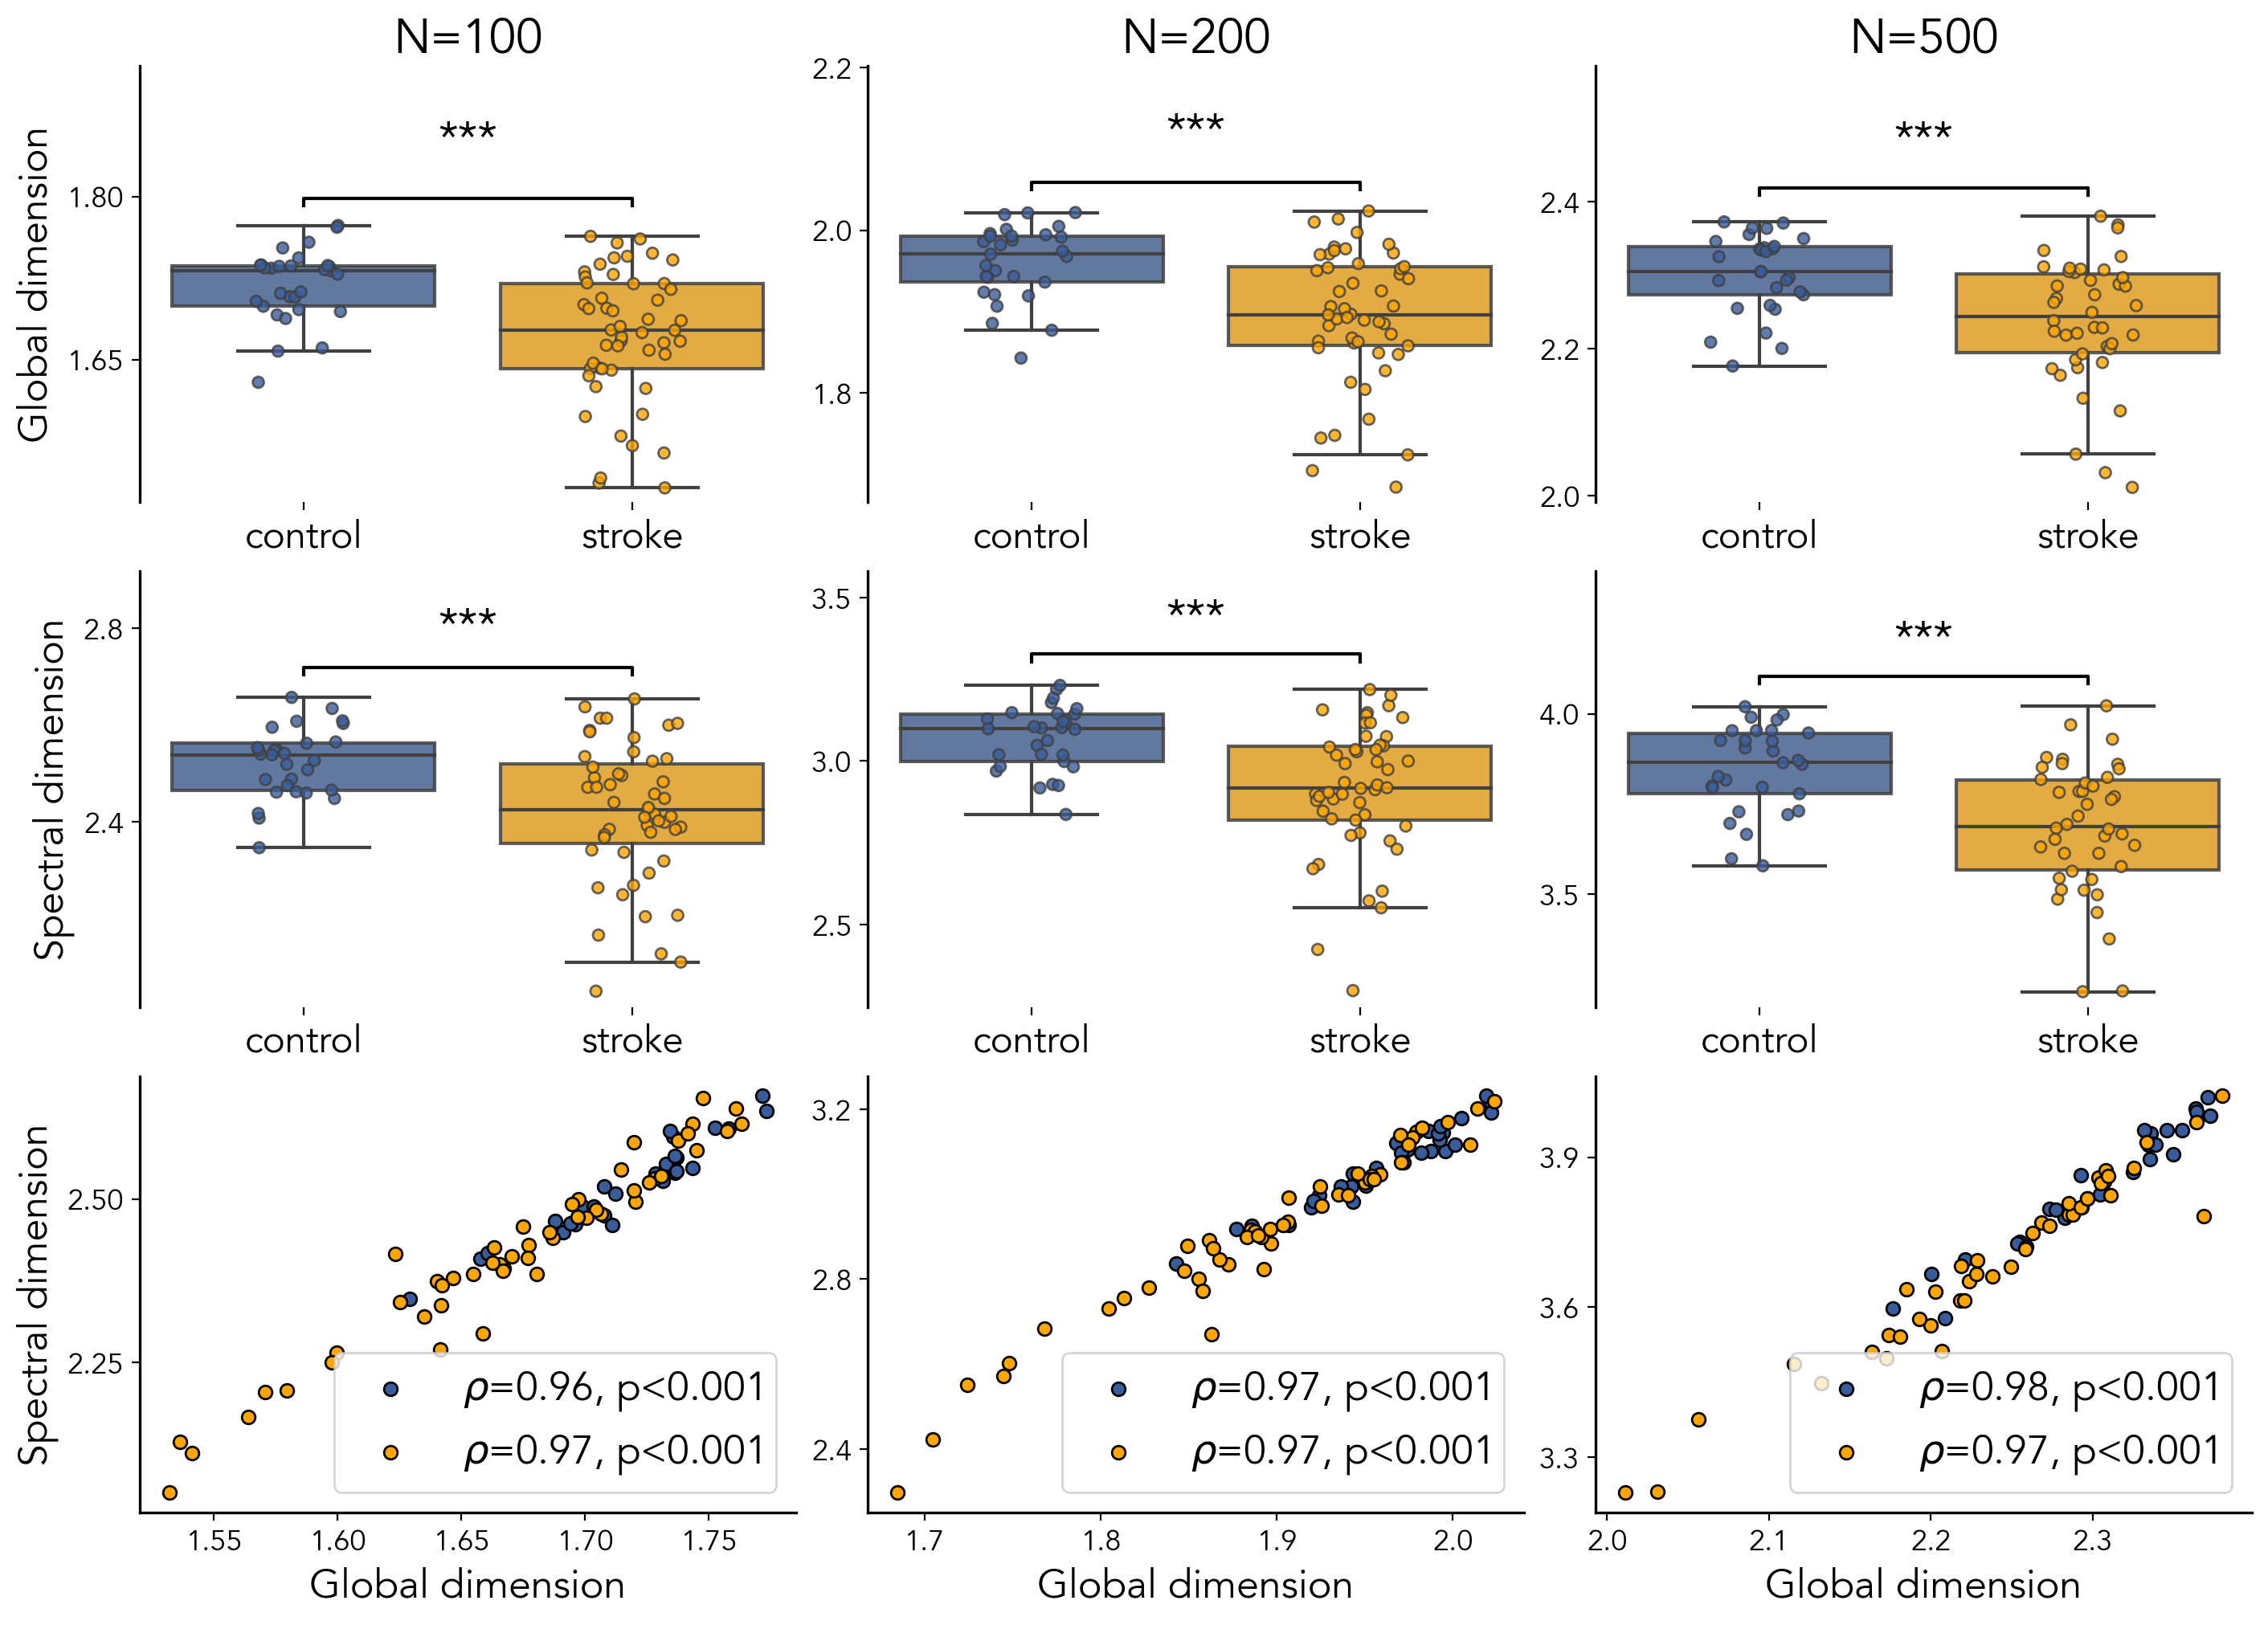 N=100
N=200
N=500
Global dimension
1.80
1.65
***
control
stroke
2.2
2.0
1.8
***
control
stroke
2.4
2.2
2.0
***
control
stroke
Spectral dimension
2.8
2.4
***
control
stroke
3.5
3.0
2.5
***
control
stroke
4.0
3.5
***
control
stroke
Spectral dimension
2.50
2.25
ρ=0.96, p<0.001
ρ=0.97, p<0.001
1.55 1.60 1.65 1.70 1.75
Global dimension
3.2
2.8
2.4
ρ=0.97, p<0.001
ρ=0.97, p<0.001
1.7 1.8 1.9 2.0
Global dimension
3.9
3.6
3.3
ρ=0.98, p<0.001
ρ=0.97, p<0.001
2.0 2.1 2.2 2.3
Global dimension